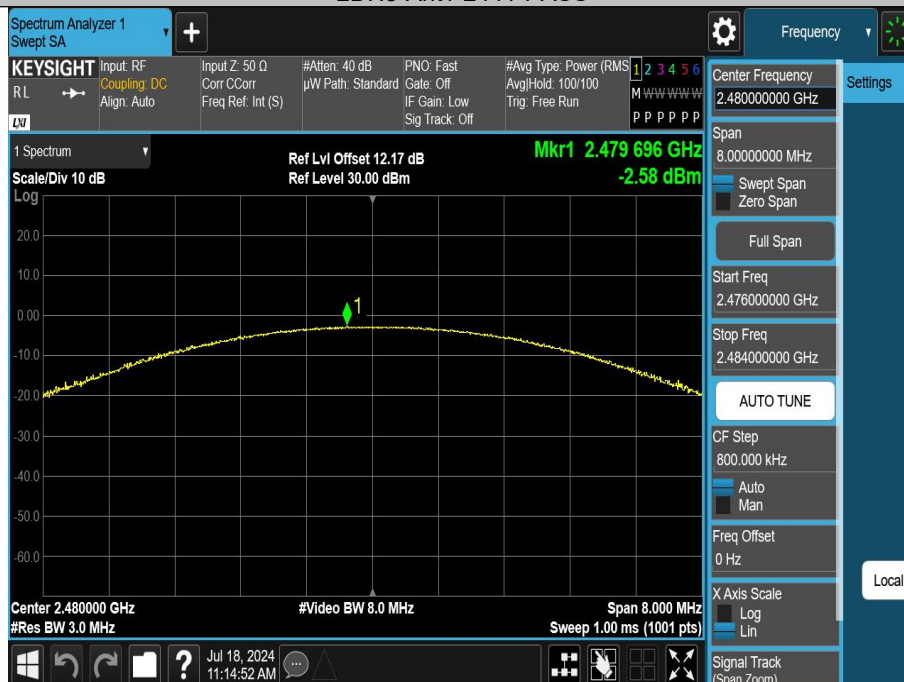 Spectrum Analyzer 1
Swept SA
+
Frequency
KEYSIGHT
R L
LXI
Input: RF
Coupling: DC
Align: Auto
Input Z: 50 Ω
Corr CCorr
Freq Ref: Int (S)
#Atten: 40 dB
µW Path: Standard
PNO: Fast
Gate: Off
IF Gain: Low
Sig Track: Off
#Avg Type: Power (RMS
Avg|Hold: 100/100
Trig: Free Run
1 2 3 4 5 6
M W W W W W
P P P P P P
1 Spectrum
Scale/Div 10 dB
Log
Ref Lvl Offset 12.17 dB
Ref Level 30.00 dBm
Mkr1 2.479 696 GHz
-2.58 dBm
20.0
10.0
0.00
-10.0
-20.0
-30.0
-40.0
-50.0
-60.0
1
Center 2.480000 GHz
#Res BW 3.0 MHz
#Video BW 8.0 MHz
Span 8.000 MHz
Sweep 1.00 ms (1001 pts)
Jul 18, 2024
11:14:52 AM
?
Center Frequency
2.480000000 GHz
Span
8.00000000 MHz
Swept Span
Zero Span
Full Span
Start Freq
2.476000000 GHz
Stop Freq
2.484000000 GHz
AUTO TUNE
CF Step
800.000 kHz
Auto
Man
Freq Offset
0 Hz
X Axis Scale
Log
Lin
Signal Track
(Span Zoom)
Settings
Local